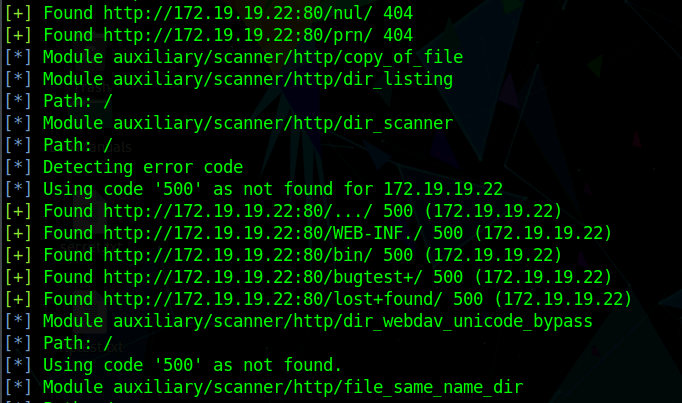 [+] Found http://172.19.19.22:80/nul/ 404
[+] Found http://172.19.19.22:80/prn/ 404
[*] Module auxiliary/scanner/http/copy_of_file
[*] Module auxiliary/scanner/http/dir_listing
[*] Path: /
[*] Module auxiliary/scanner/http/dir_scanner
[*] Path: /
[*] Detecting error code
[*] Using code '500' as not found for 172.19.19.22
[+] Found http://172.19.19.22:80/.../ 500 (172.19.19.22)
[+] Found http://172.19.19.22:80/WEB-INF./ 500 (172.19.19.22)
[+] Found http://172.19.19.22:80/bin/ 500 (172.19.19.22)
[+] Found http://172.19.19.22:80/bugtest+/ 500 (172.19.19.22)
[+] Found http://172.19.19.22:80/lost+found/ 500 (172.19.19.22)
[*] Module auxiliary/scanner/http/dir_webdav_unicode_bypass
[*] Path: /
[*] Using code '500' as not found.
[*] Module auxiliary/scanner/http/file_same_name_dir